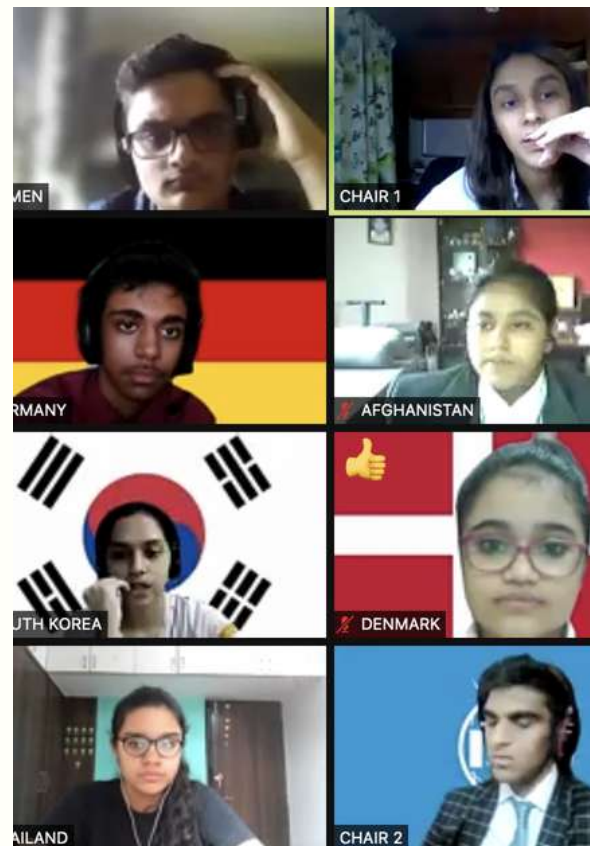 MEN
CHAIR 1
RMANY
AFGHANISTAN
UTH KOREA
DENMARK
AILAND
CHAIR 2